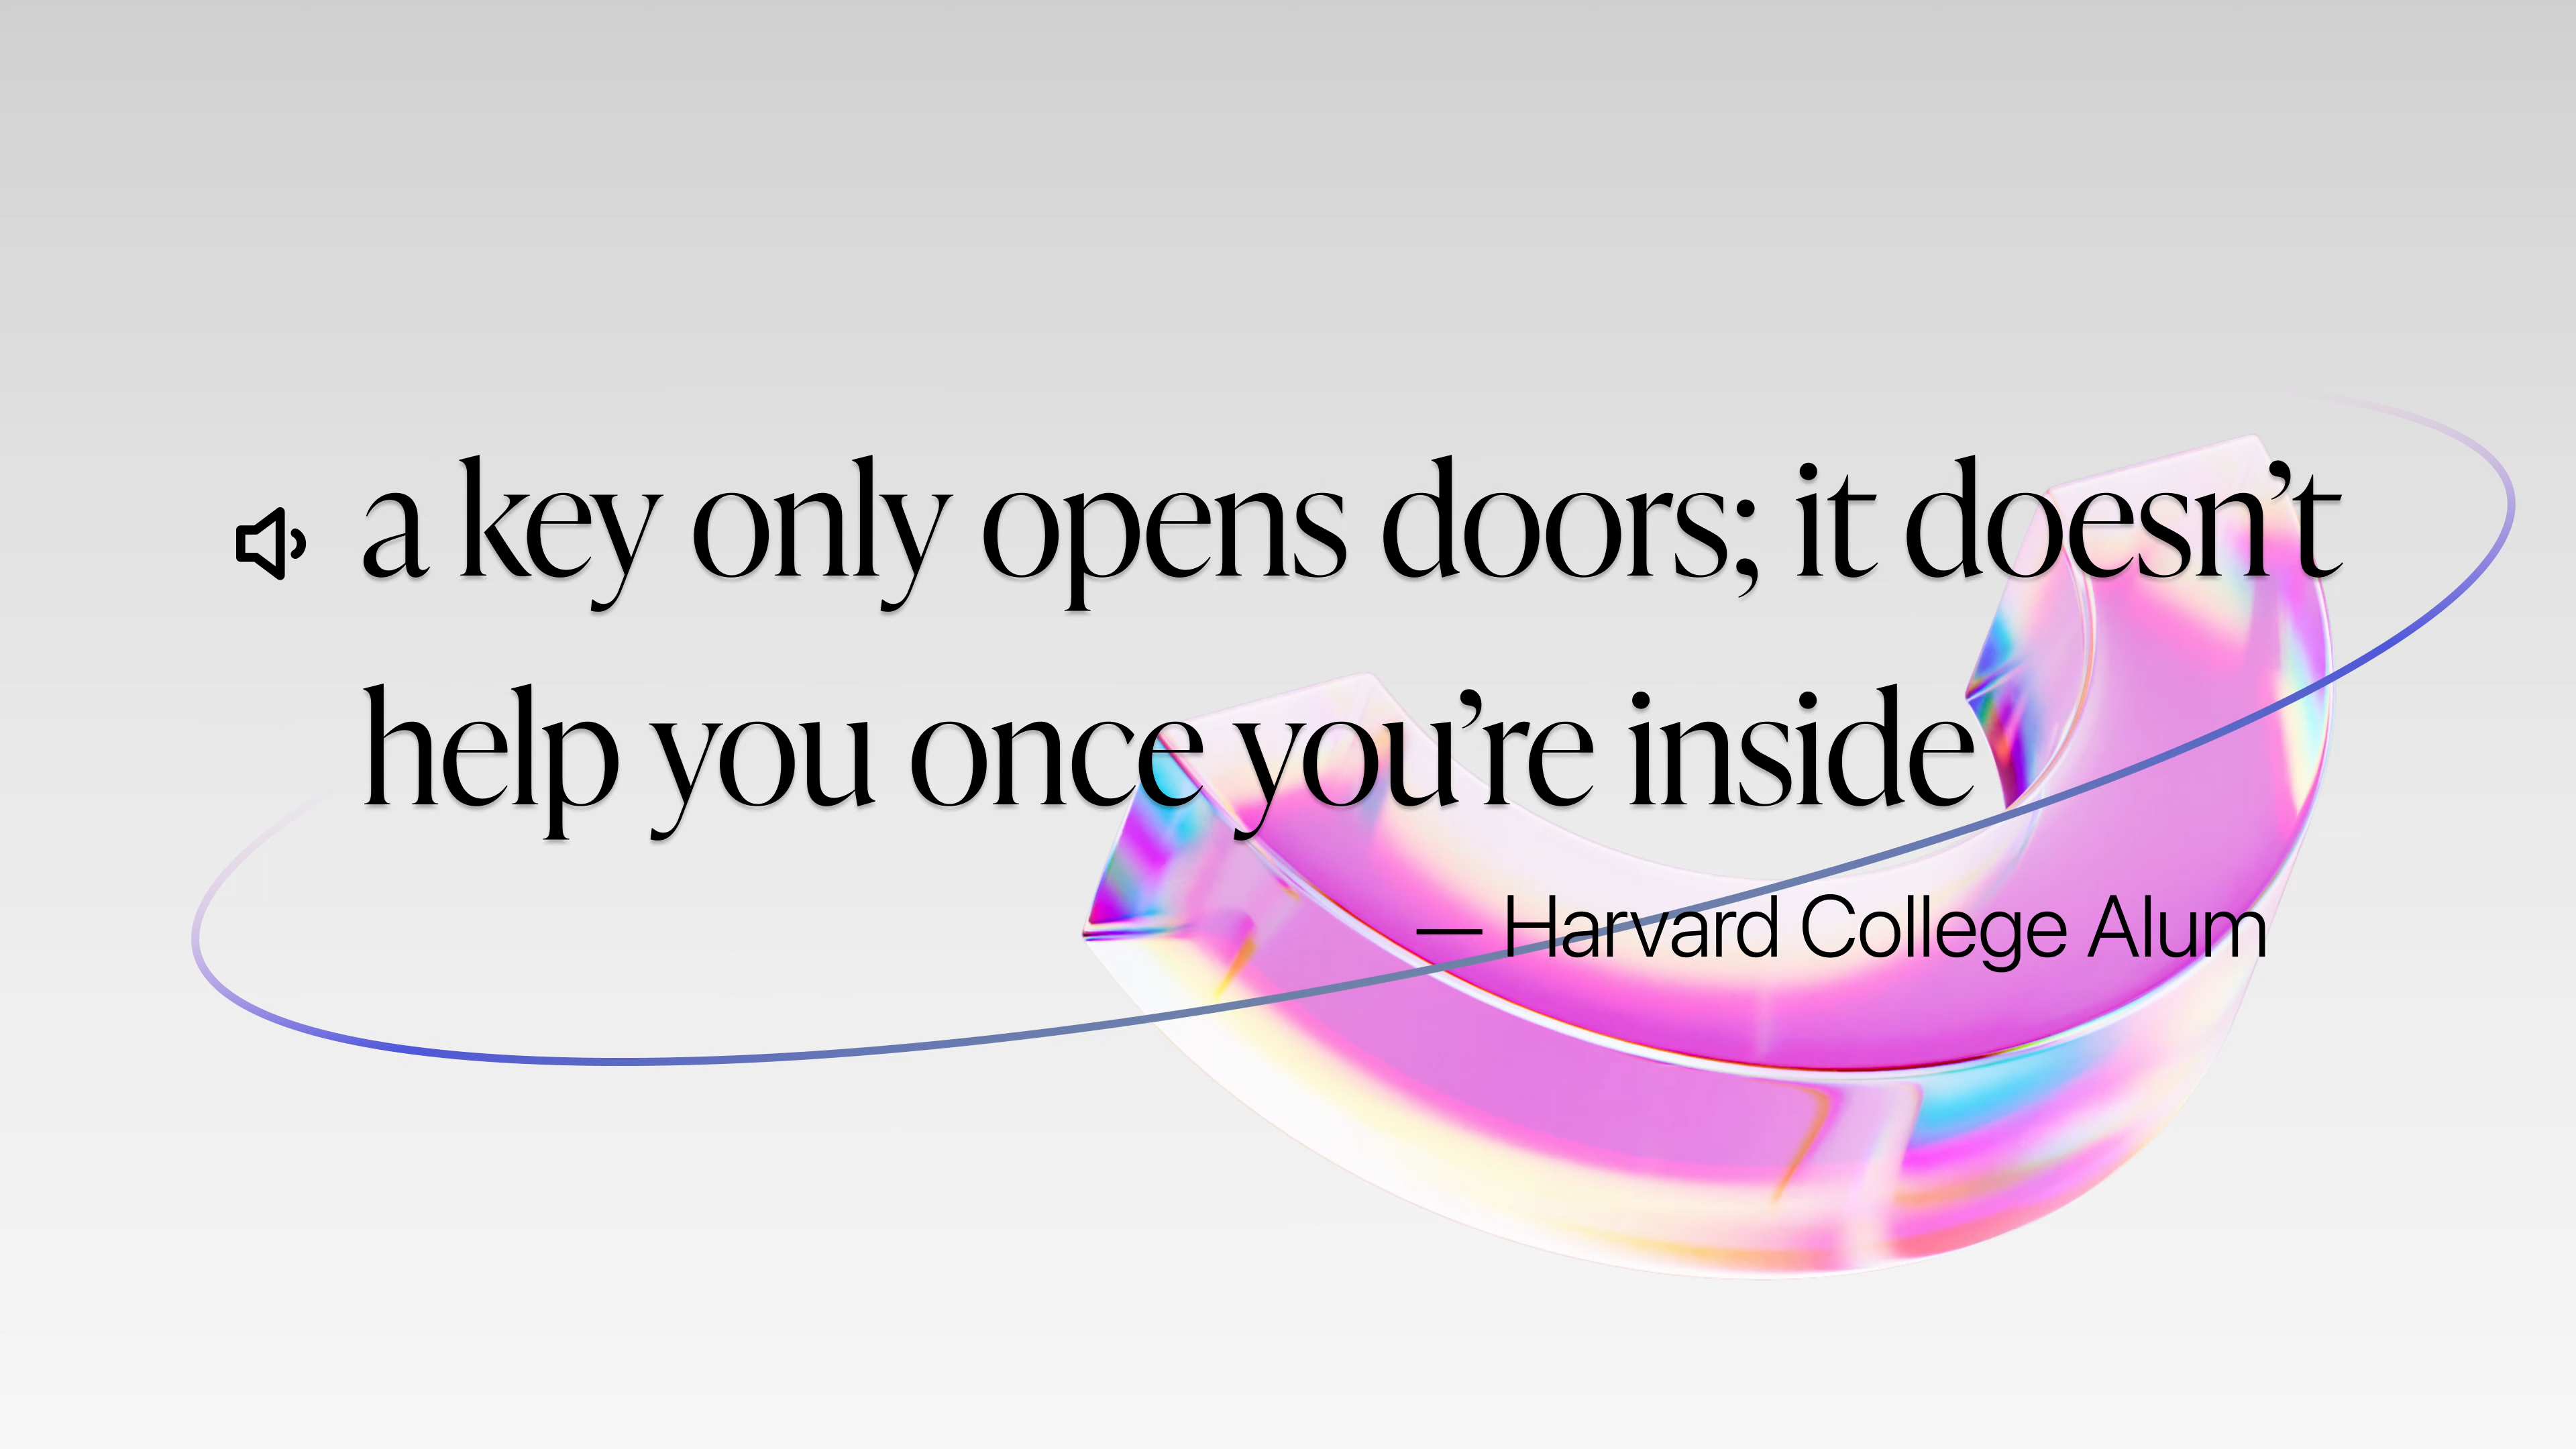 a key only opens doors; it doesn’t
help you once you’re inside
— Harvard College Alum